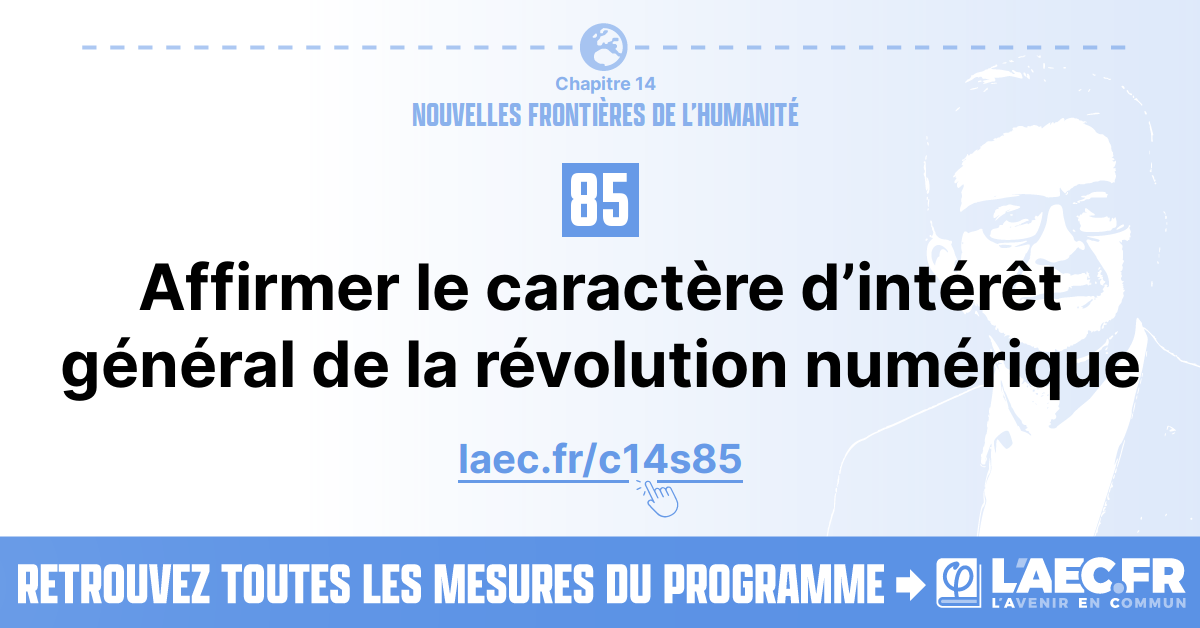 Chapitre 14
NOUVELLES FRONTIÈRES DE L’HUMANITÉ
85
Affirmer le caractère d’intérêt
général de la révolution numérique
laec.fr/c14s85
RETROUVEZ TOUTES LES MESURES DU PROGRAMME
φ L'AEC.FR
L'AVENIR EN COMMUN